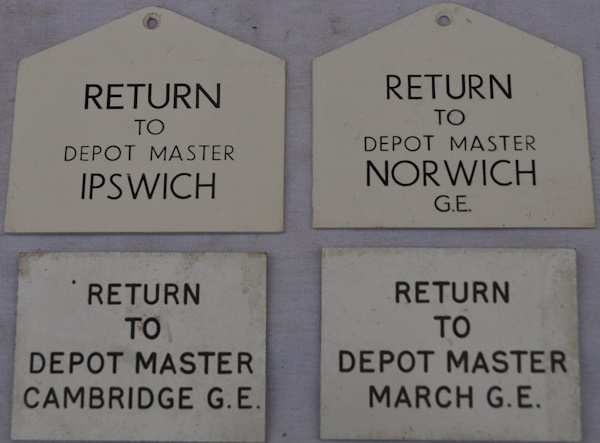 RETURN
TO
DEPOT MASTER
IPSWICH
RETURN
TO
DEPOT MASTER
NORWICH
G.E.
RETURN
TO
DEPOT MASTER
CAMBRIDGE G.E.
RETURN
TO
DEPOT MASTER
MARCH G.E.